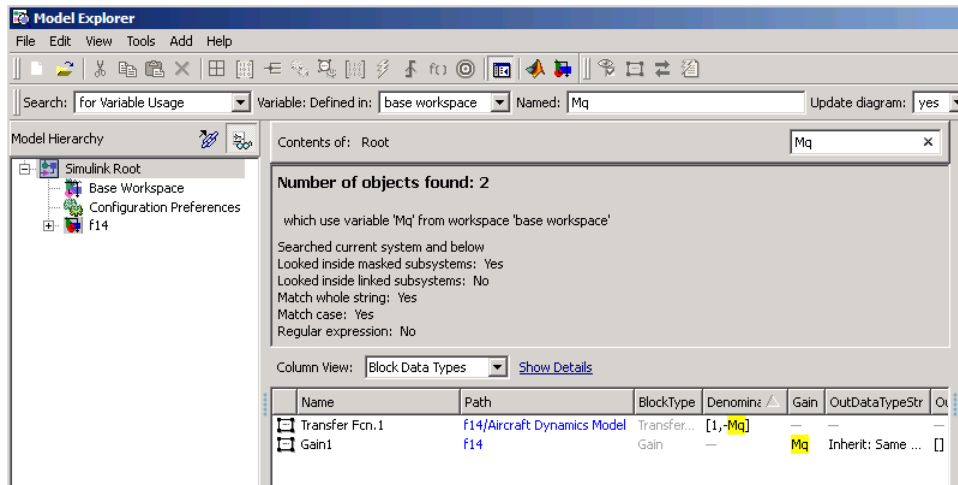 Model Explorer
File Edit View Tools Add Help
Search: for Variable Usage Variable: Defined in: base workspace Named: Mq Update diagram: yes
Model Hierarchy
Contents of: Root
Mq
Simulink Root
Base Workspace
Configuration Preferences
f14
Number of objects found: 2
which use variable 'Mq' from workspace 'base workspace'
Searched current system and below
Looked inside masked subsystems: Yes
Looked inside linked subsystems: No
Match whole string: Yes
Match case: Yes
Regular expression: No
Column View: Block Data Types Show Details
Name Path BlockType Denomina Gain OutDataTypeStr
Transfer Fcn.1 f14/Aircraft Dynamics Model Transfer... [1,-Mq] — —
Gain1 f14 Gain — Mq Inherit: Same ... []